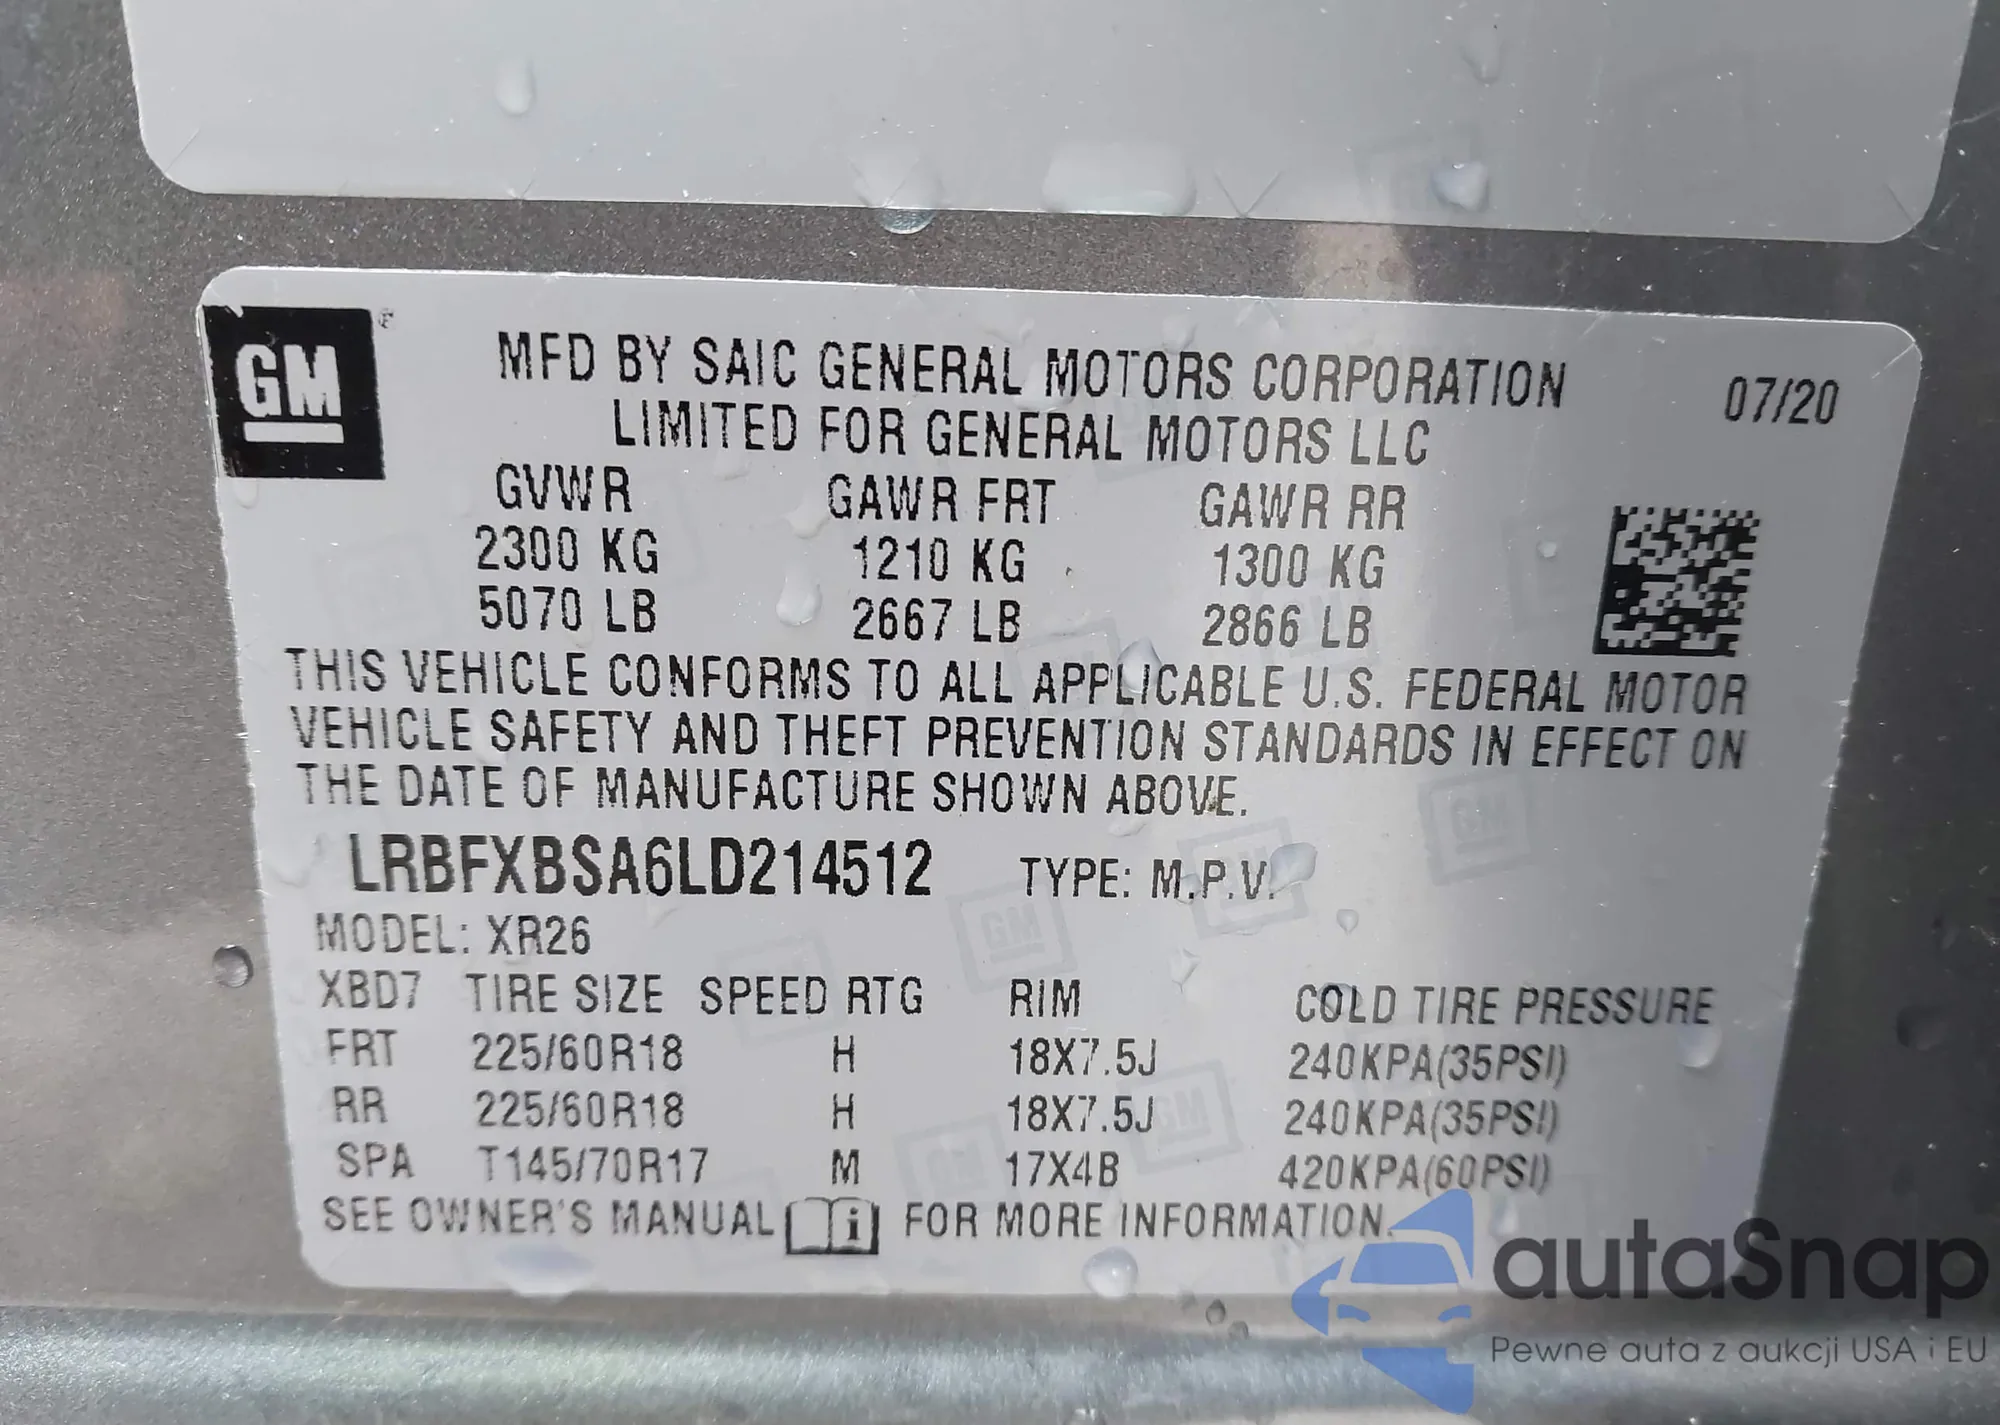 GM
MFD BY SAIC GENERAL MOTORS CORPORATION 07/20
LIMITED FOR GENERAL MOTORS LLC
GVWR GAWR FRT GAWR RR
2300 KG 1210 KG 1300 KG
5070 LB 2667 LB 2866 LB
THIS VEHICLE CONFORMS TO ALL APPLICABLE U.S. FEDERAL MOTOR
VEHICLE SAFETY AND THEFT PREVENTION STANDARDS IN EFFECT ON
THE DATE OF MANUFACTURE SHOWN ABOVE.
LRBFXBSA6LD214512 TYPE: M.P.V.
MODEL: XR26
XBD7 TIRE SIZE SPEED RTG RIM COLD TIRE PRESSURE
FRT 225/60R18 H 18X7.5J 240KPA(35PSI)
RR 225/60R18 H 18X7.5J 240KPA(35PSI)
SPA T145/70R17 M 17X4B 420KPA(60PSI)
SEE OWNER'S MANUAL i FOR MORE INFORMATION.
autaSnap
Pewne auta z aukcji USA i EU